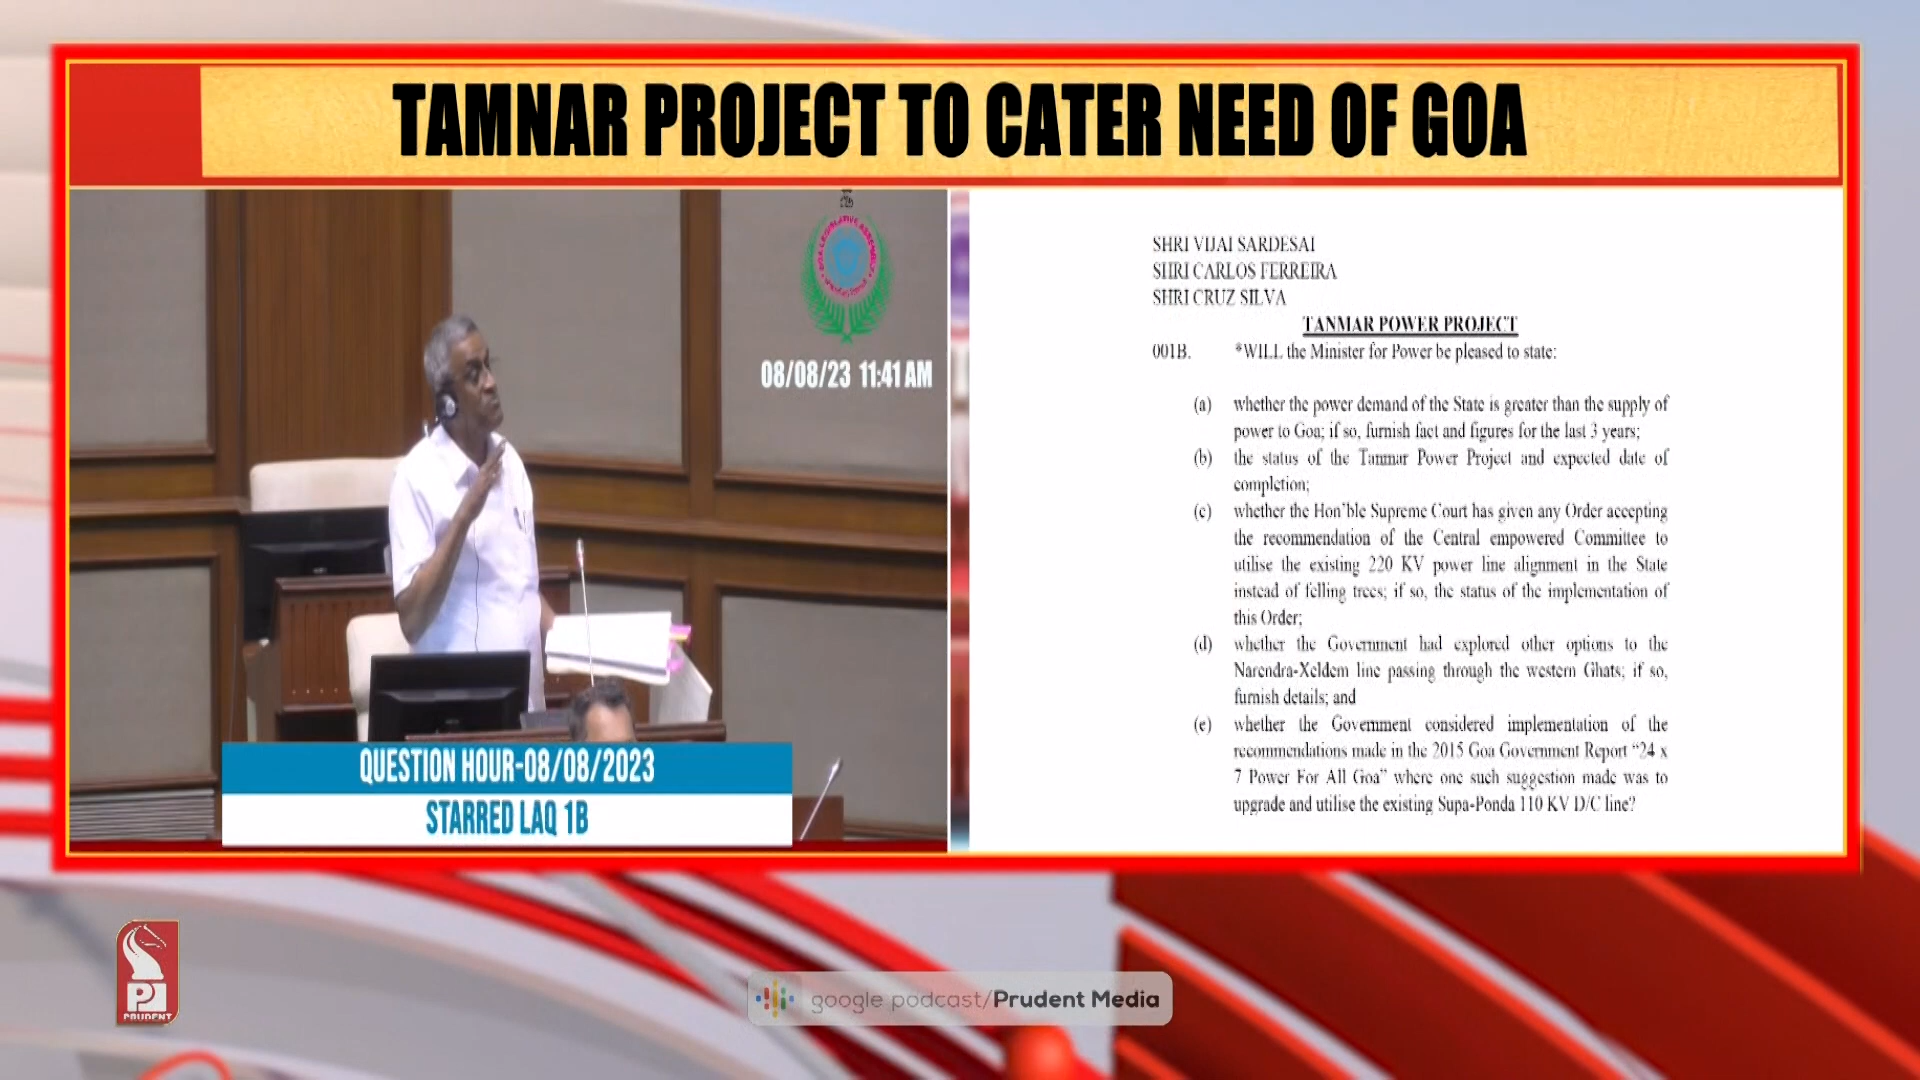 TAMNAR PROJECT TO CATER NEED OF GOA
GOA LEGISLATIVE ASSEMBLY
08/08/23 11:41 AM
QUESTION HOUR-08/08/2023
STARRED LAQ 1B
SHRI VIJAI SARDESAI
SHRI CARLOS FERREIRA
SHRI CRUZ SILVA
TANMAR POWER PROJECT
001B. *WILL the Minister for Power be pleased to state:
(a) whether the power demand of the State is greater than the supply of
power to Goa; if so, furnish fact and figures for the last 3 years;
(b) the status of the Tanmar Power Project and expected date of
completion;
(c) whether the Hon'ble Supreme Court has given any Order accepting
the recommendation of the Central empowered Committee to
utilise the existing 220 KV power line alignment in the State
instead of felling trees; if so, the status of the implementation of
this Order;
(d) whether the Government had explored other options to the
Narendra-Xeldem line passing through the western Ghats; if so,
furnish details; and
(e) whether the Government considered implementation of the
recommendations made in the 2015 Goa Government Report "24 x
7 Power For All Goa" where one such suggestion made was to
upgrade and utilise the existing Supa-Ponda 110 KV D/C line?
PRUDENT
google podcast/Prudent Media